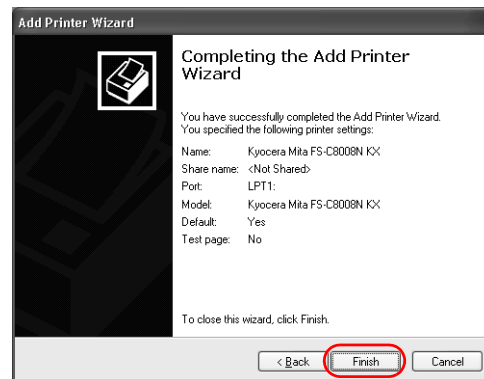 Add Printer Wizard
Completing the Add Printer
Wizard
You have successfully completed the Add Printer Wizard.
You specified the following printer settings:
Name: Kyocera Mita FS-C8008N KX
Share name: <Not Shared>
Port: LPT1:
Model: Kyocera Mita FS-C8008N KX
Default: Yes
Test page: No
To close this wizard, click Finish.
< Back Finish Cancel